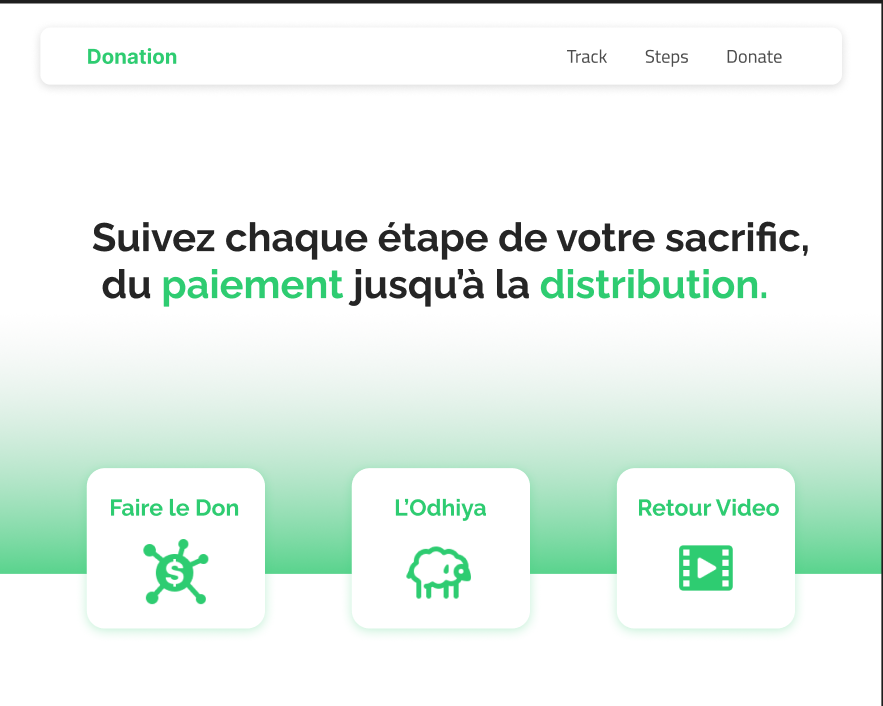 Donation
Track Steps Donate
Suivez chaque étape de votre sacrific,
du paiement jusqu’à la distribution.
Faire le Don
$
L’Odhiya
Retour Video